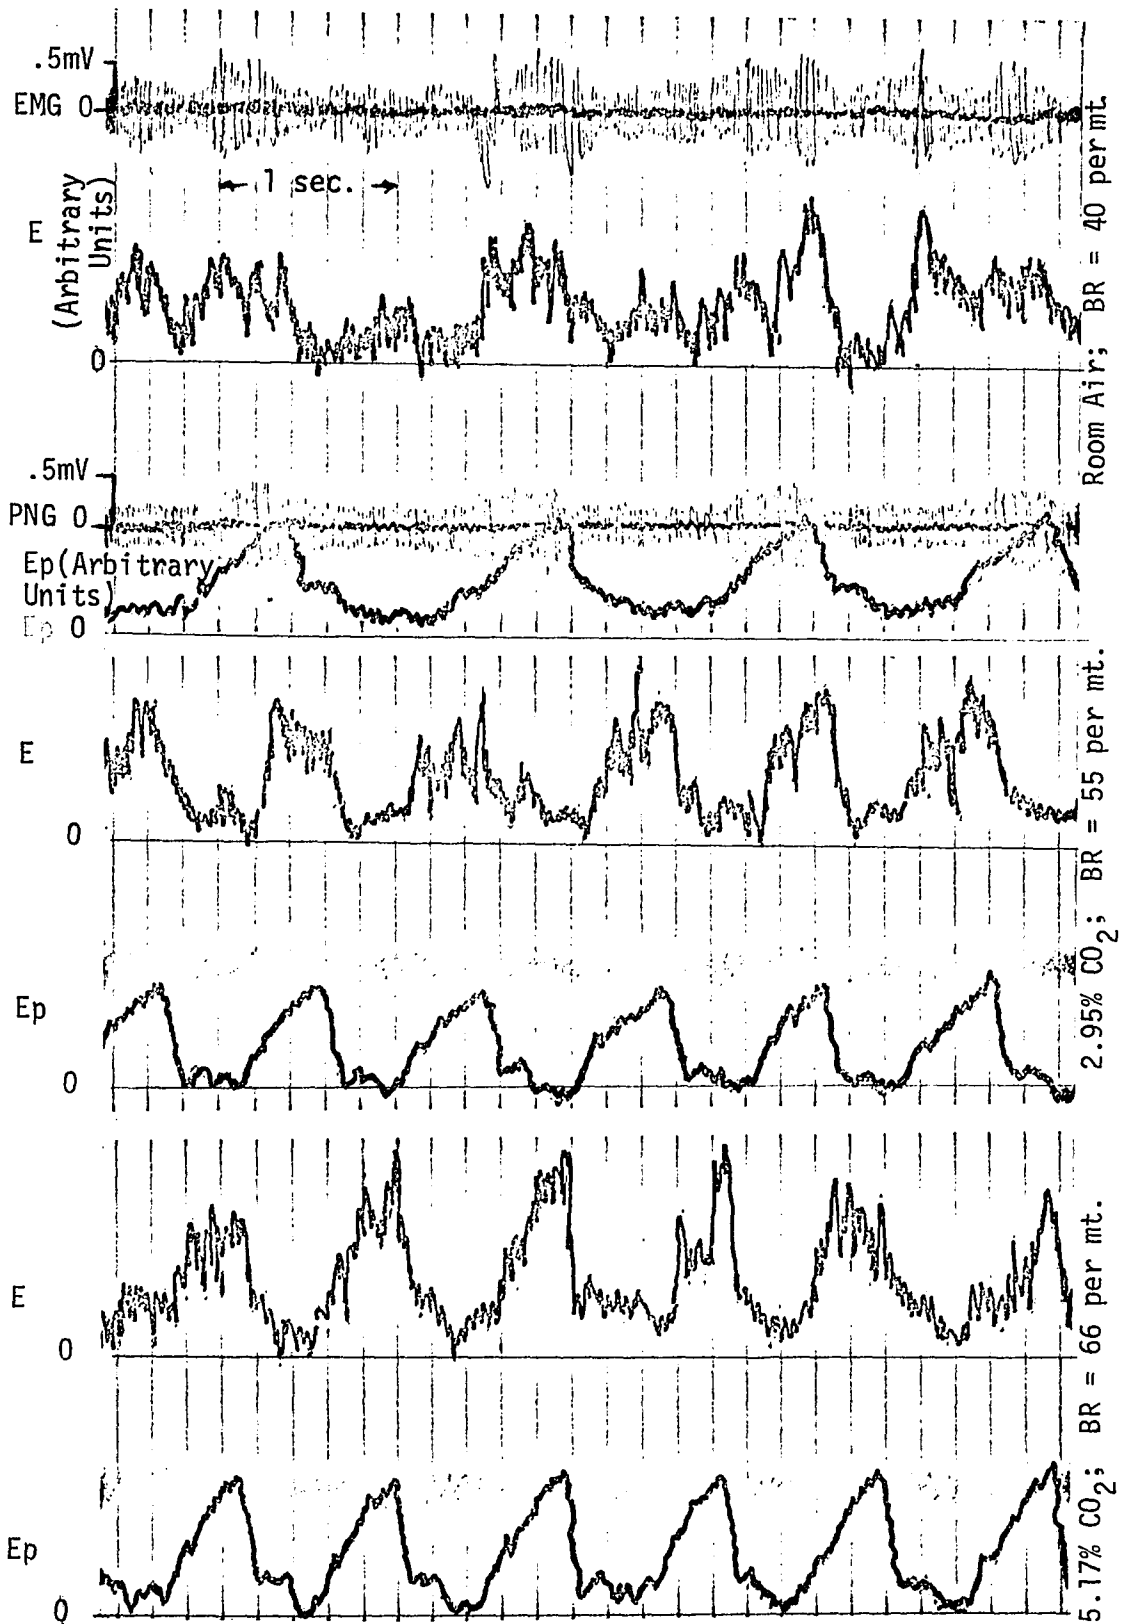 .5mV
EMG 0
1 sec.
E
(Arbitrary
Units)
0
Room Air; BR = 40 per mt.
.5mV
PNG 0
Ep(Arbitrary
Units)
Ep 0
E
0
Ep
0
2.95% CO2; BR = 55 per mt.
E
0
Ep
0
5.17% CO2; BR = 66 per mt.